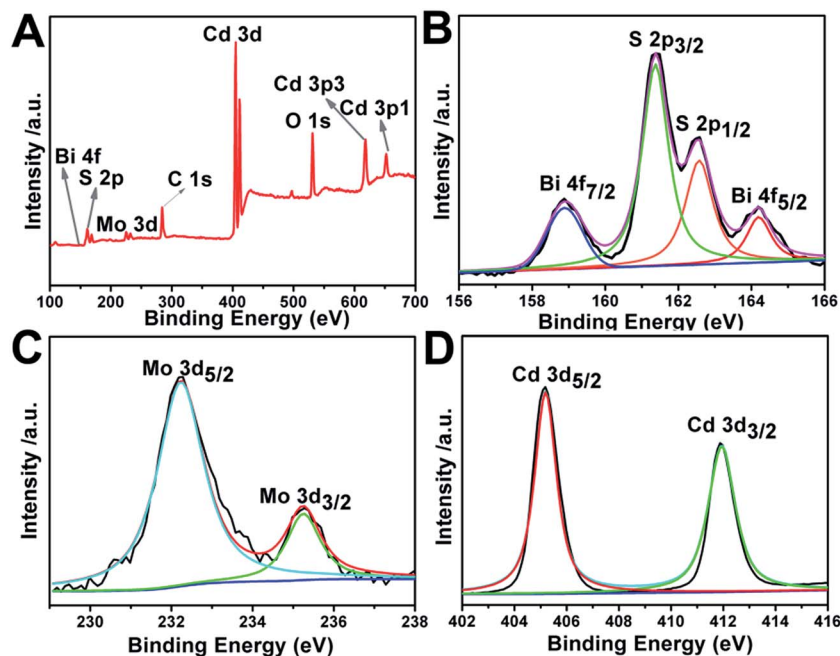 A
Intensity /a.u.
Bi 4f
S 2p
Mo 3d
C 1s
Cd 3d
O 1s
Cd 3p3
Cd 3p1
100 200 300 400 500 600 700
Binding Energy (eV)
B
Intensity /a.u.
Bi 4f7/2
S 2p3/2
S 2p1/2
Bi 4f5/2
156 158 160 162 164 166
Binding Energy (eV)
C
Intensity /a.u.
Mo 3d5/2
Mo 3d3/2
230 232 234 236 238
Binding Energy (eV)
D
Intensity /a.u.
Cd 3d5/2
Cd 3d3/2
402 404 406 408 410 412 414 416
Binding Energy (eV)